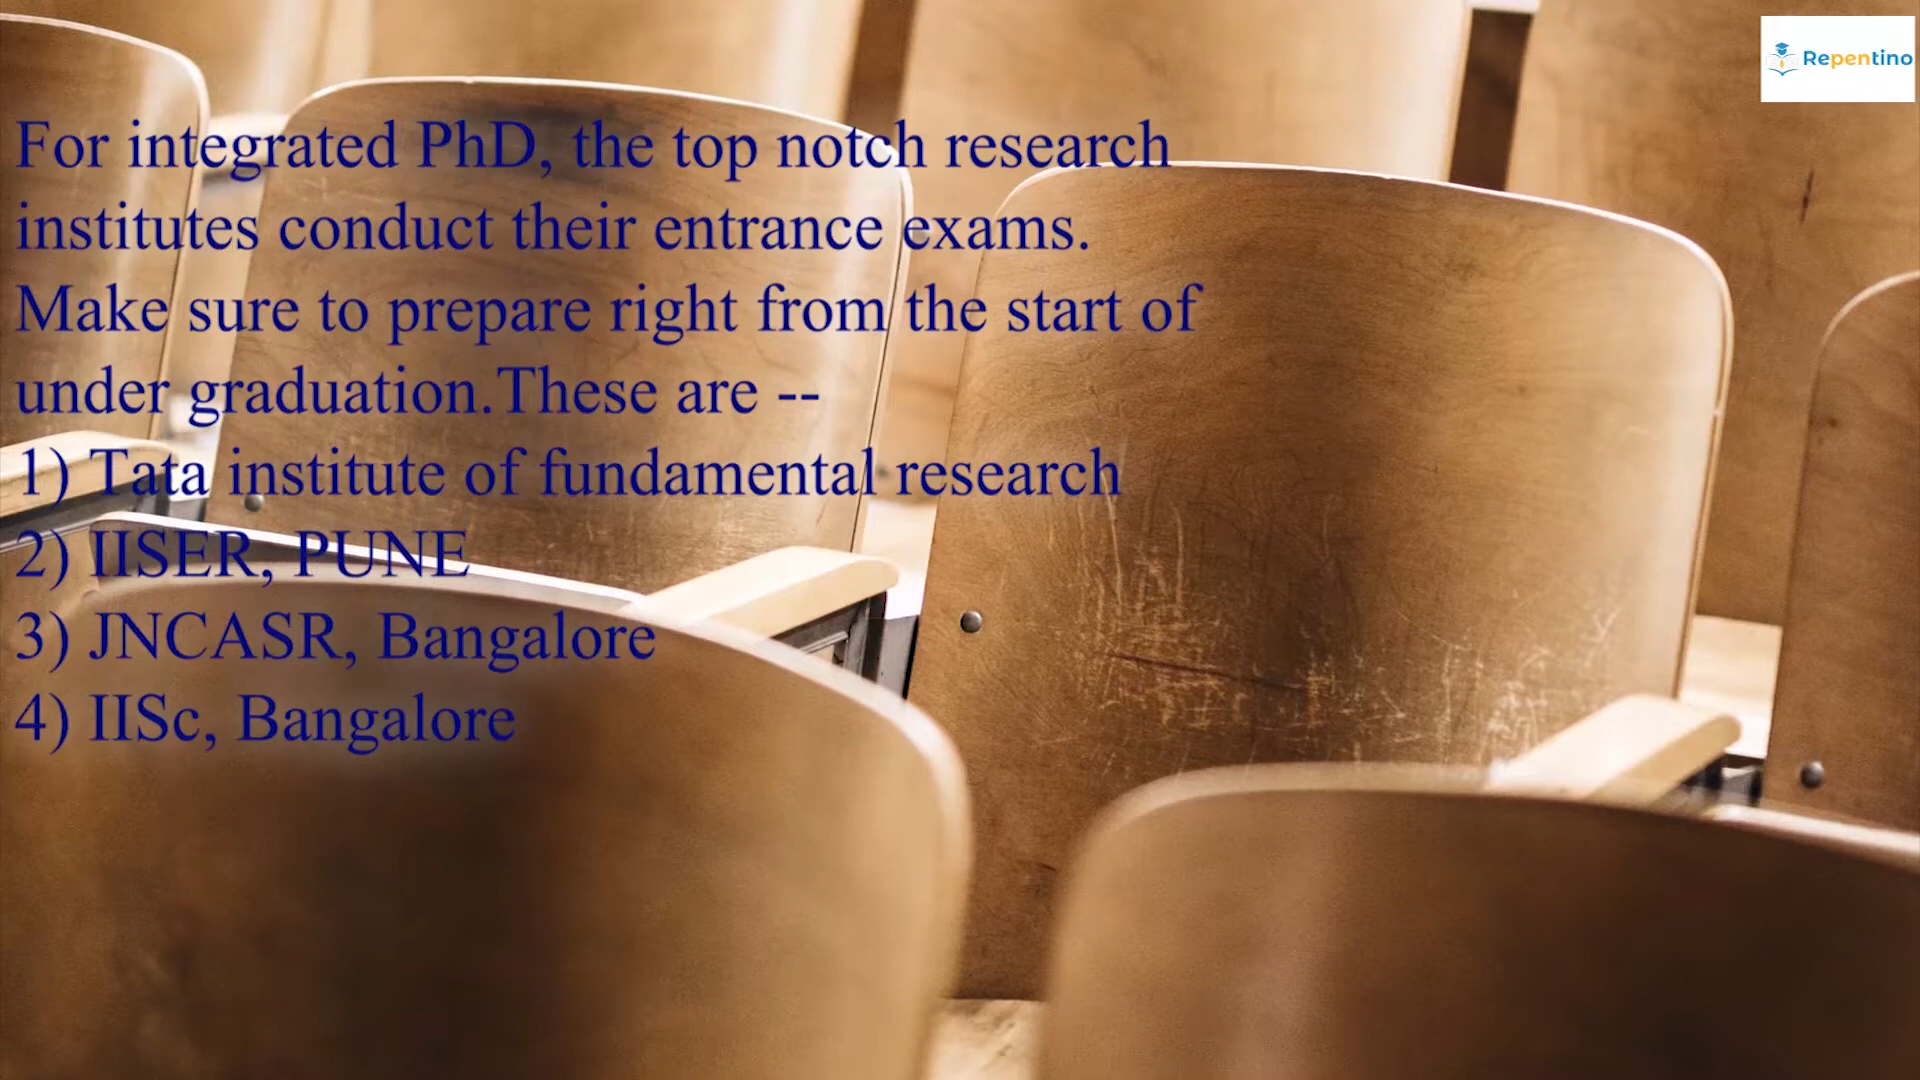 Repentino
For integrated PhD, the top notch research
institutes conduct their entrance exams.
Make sure to prepare right from the start of
under graduation.These are --
1) Tata institute of fundamental research
2) IISER, PUNE
3) JNCASR, Bangalore
4) IISc, Bangalore